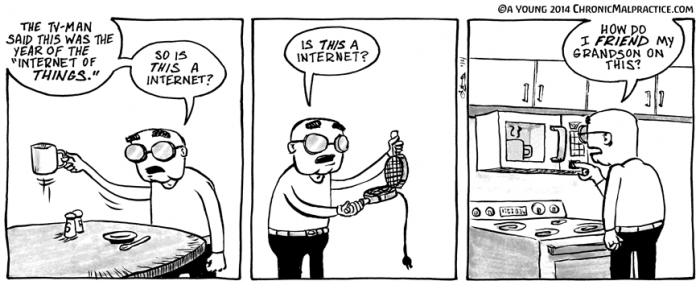 ©A YOUNG 2014 CHRONICMALPRACTICE.COM
THE TV-MAN
SAID THIS WAS THE
YEAR OF THE
"INTERNET OF
THINGS."
SO IS
THIS A
INTERNET?
IS THIS A
INTERNET?
HOW DO
I FRIEND MY
GRANDSON ON
THIS?